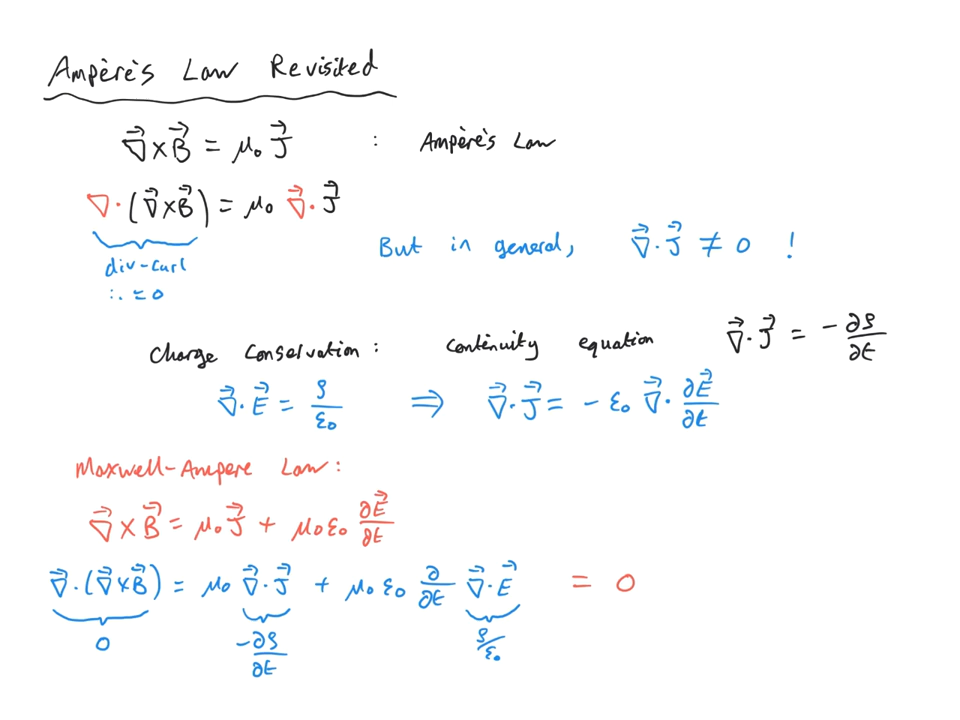 Ampère's Law Revisited
∇⃗×B⃗ = μ₀ J⃗ : Ampère's Law
∇·(∇⃗×B⃗) = μ₀ ∇⃗·J⃗
div-curl
∴ = 0
But in general, ∇⃗·J⃗ ≠ 0 !
Charge Conservation: Continuity equation ∇⃗·J⃗ = -∂ρ/∂t
∇⃗·E⃗ = ρ/ε₀ ⇒ ∇⃗·J⃗ = -ε₀ ∇⃗·∂E⃗/∂t
Maxwell-Ampere Law:
∇⃗×B⃗ = μ₀J⃗ + μ₀ε₀ ∂E⃗/∂t
∇⃗·(∇⃗×B⃗) = μ₀ ∇⃗·J⃗ + μ₀ε₀ ∂/∂t ∇⃗·E⃗ = 0
0 -∂ρ/∂t ρ/ε₀